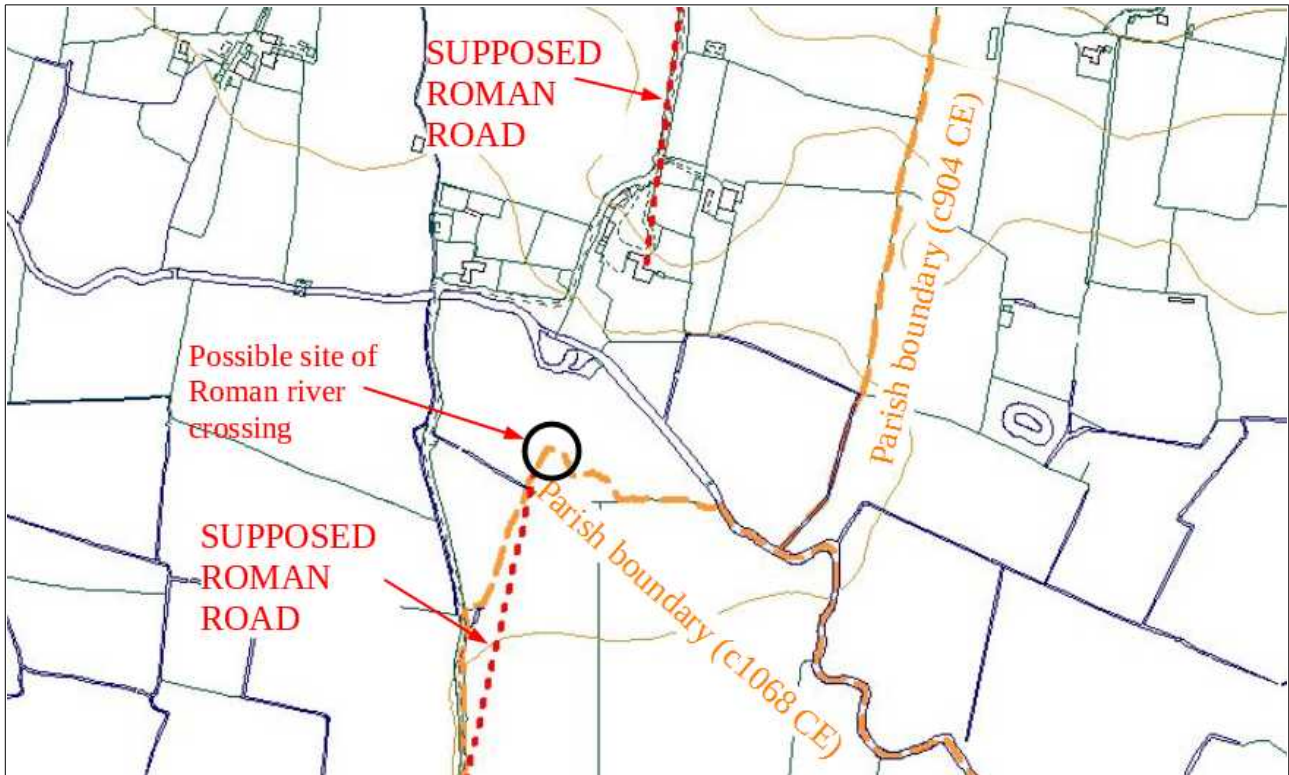 SUPPOSED
ROMAN
ROAD
Parish boundary (c904 CE)
Possible site of
Roman river
crossing
SUPPOSED
ROMAN
ROAD
Parish boundary (c1068 CE)